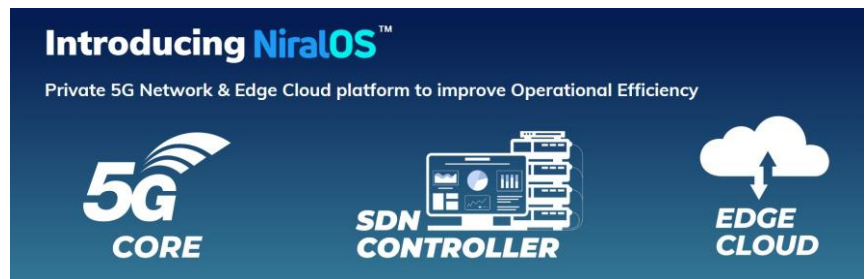 Introducing NiralOS™
Private 5G Network & Edge Cloud platform to improve Operational Efficiency
5G
CORE
SDN
CONTROLLER
EDGE
CLOUD